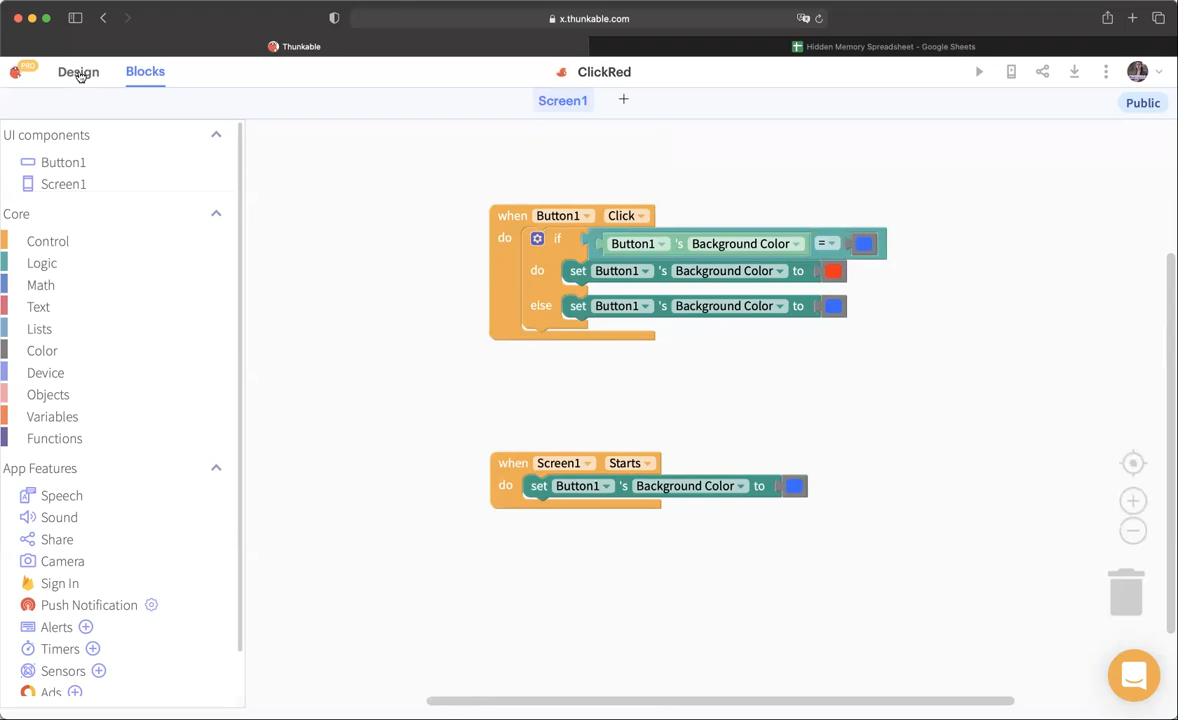 x.thunkable.com
Thunkable
Hidden Memory Spreadsheet - Google Sheets
PRO
Design
Blocks
ClickRed
Screen1
Public
UI components
Button1
Screen1
Core
Control
Logic
Math
Text
Lists
Color
Device
Objects
Variables
Functions
App Features
Speech
Sound
Share
Camera
Sign In
Push Notification
Alerts
Timers
Sensors
Ads
when Button1 Click
do if Button1 's Background Color =
do set Button1 's Background Color to
else set Button1 's Background Color to
when Screen1 Starts
do set Button1 's Background Color to